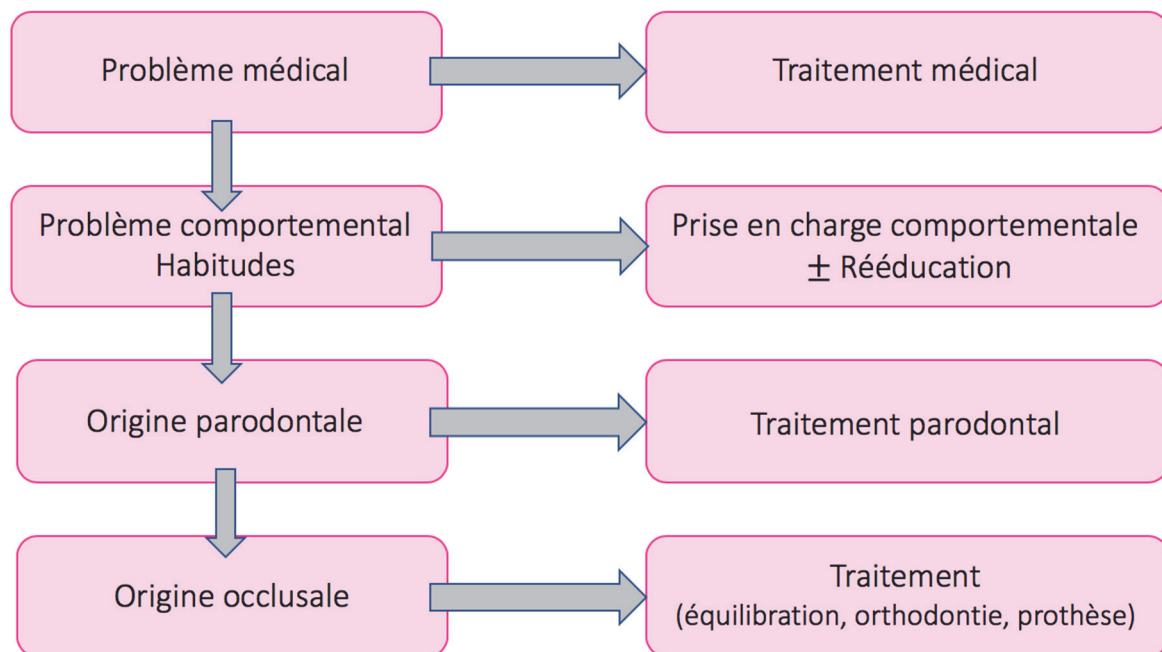 Problème médical
Traitement médical
Problème comportemental
Habitudes
Prise en charge comportementale
± Rééducation
Origine parodontale
Traitement parodontal
Origine occlusale
Traitement
(équilibration, orthodontie, prothèse)